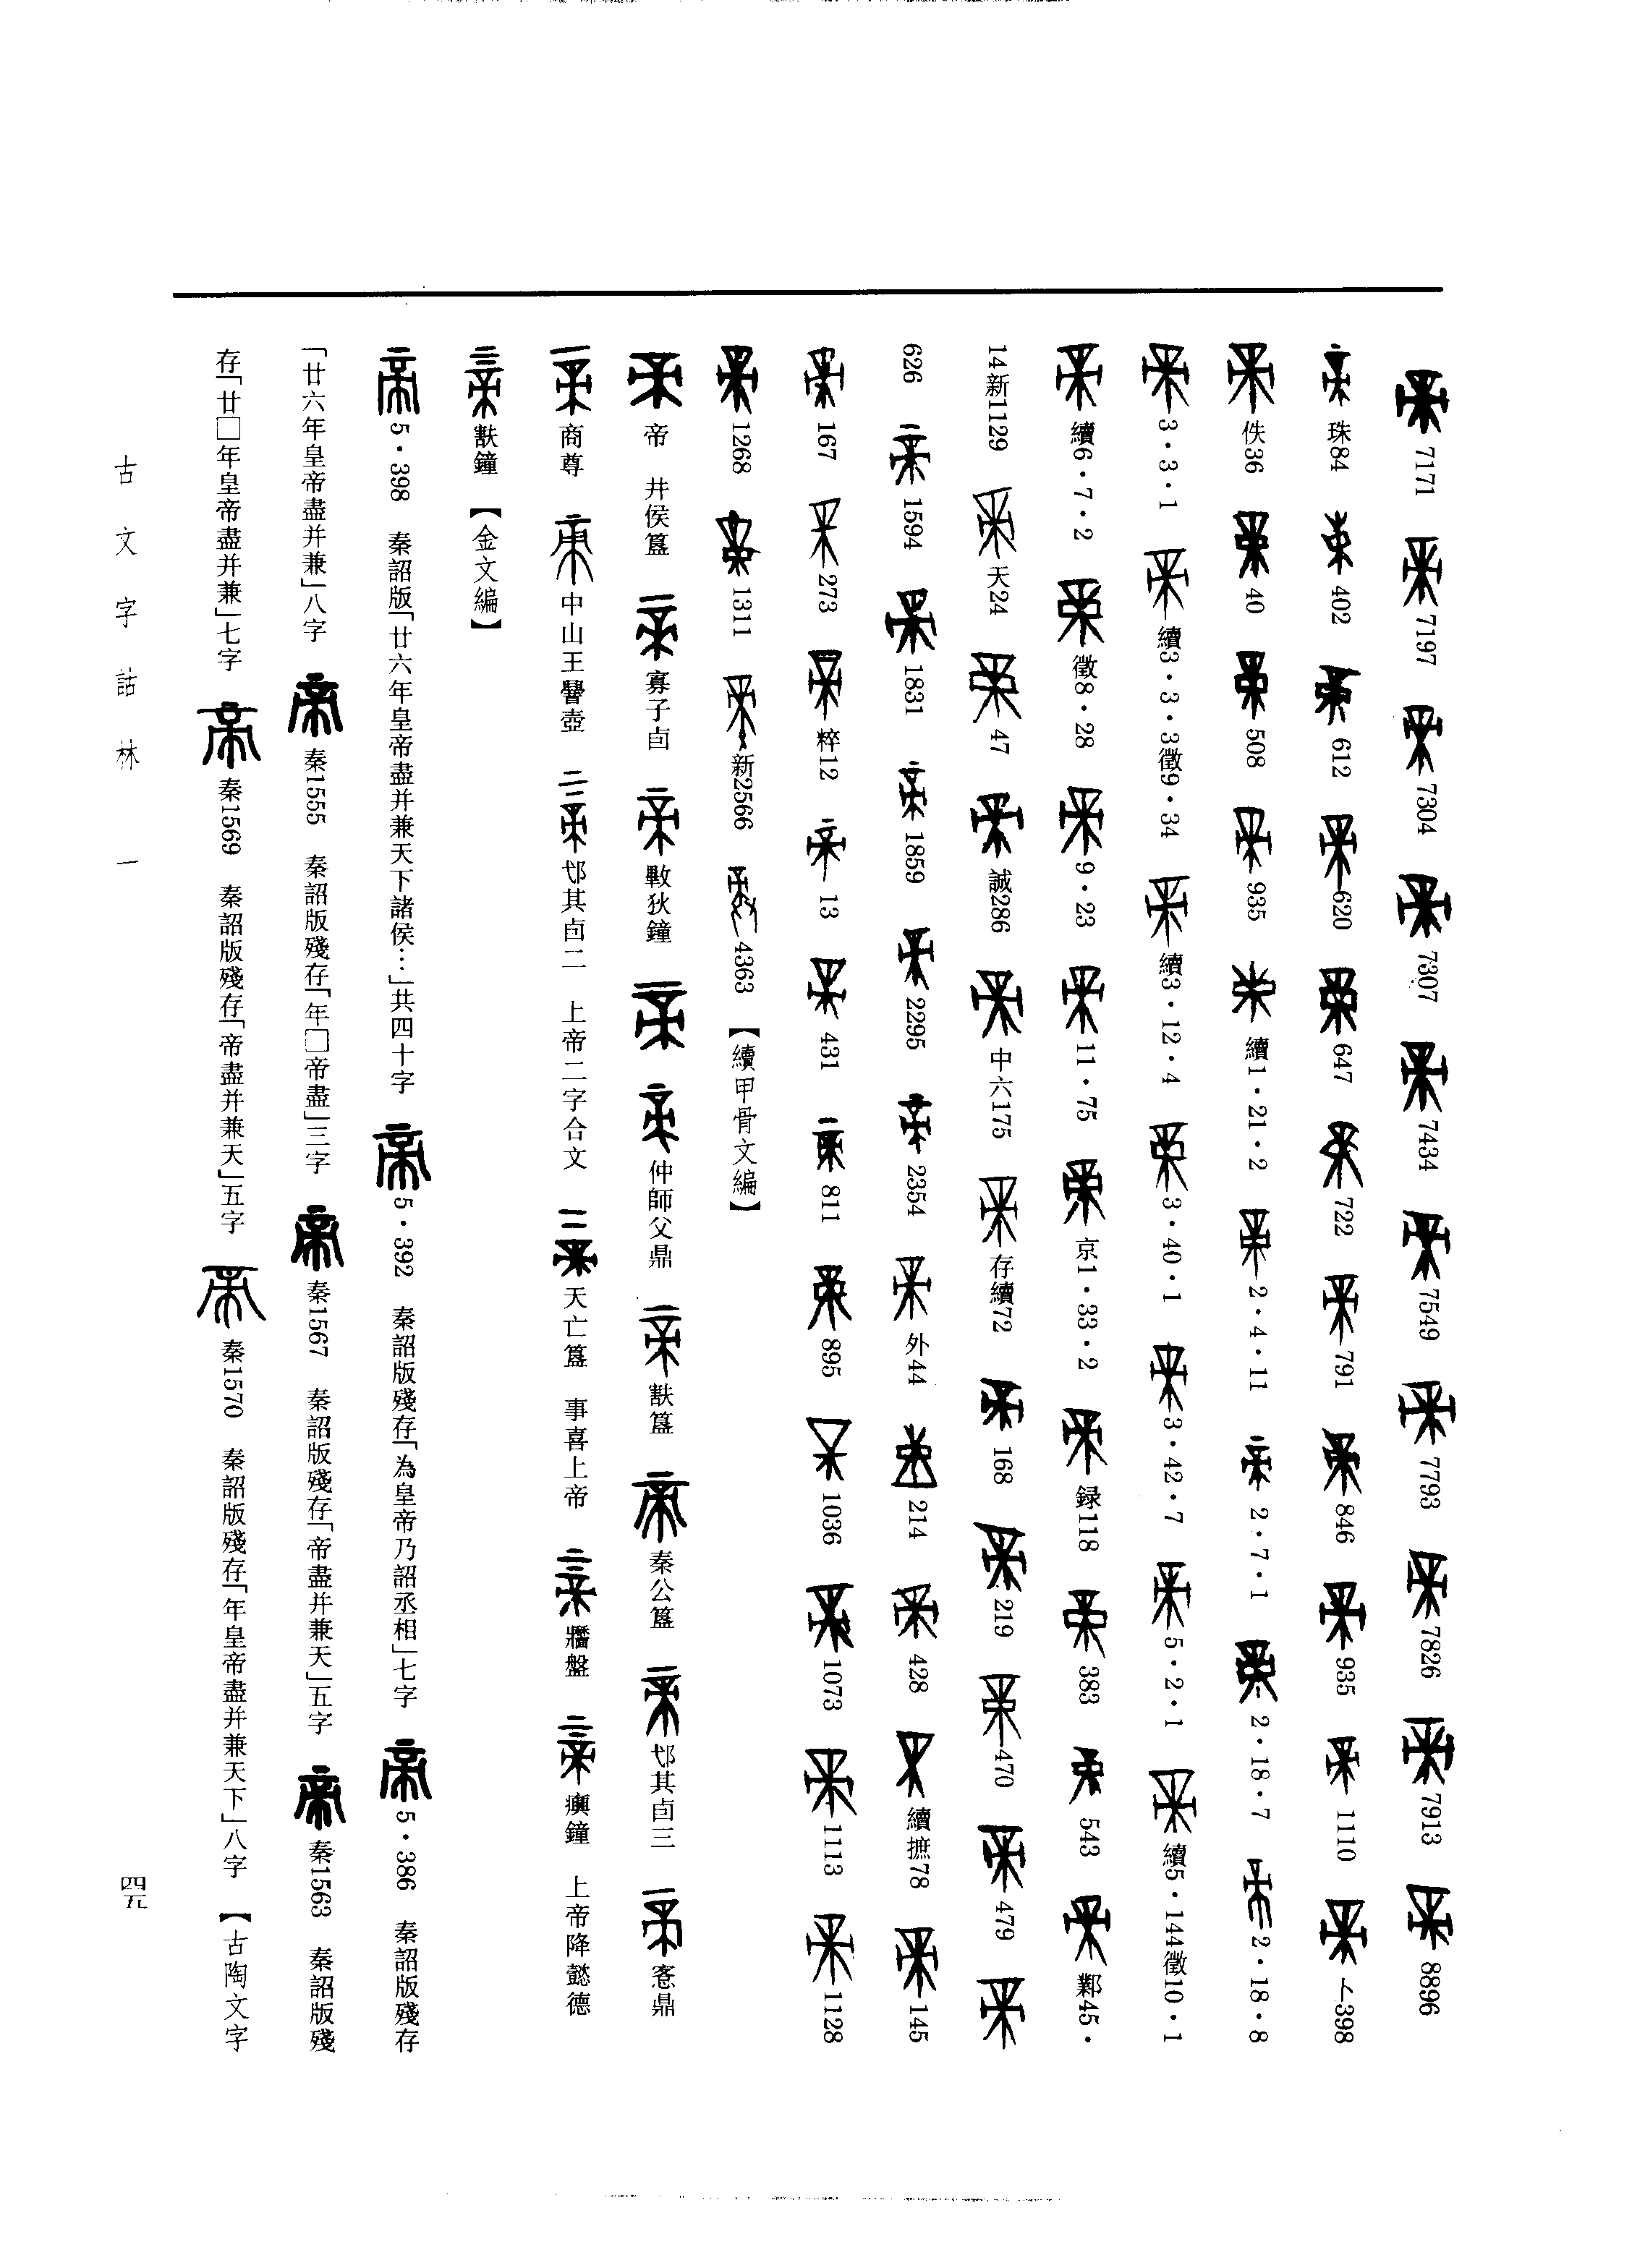 7171 7197 7304 7307 7434 7549 7793 7826 7913 8896
珠84 402 612 620 647 722 791 846 935 1110 卜398
佚36 40 508 935 續1·21·2 2·4·11 2·7·1 2·18·7 2·18·8
3·3·1 續3·3·3徵9·34 續3·12·4 3·40·1 3·42·7 5·2·1 續5·144徵10·1
續6·7·2 徵8·28 9·23 11·75 京1·33·2 録118 383 543 鄴45·
14新1129 天24 47 誠286 中六175 存續72 168 219 470 479
626 1594 1831 1859 2295 2354 外44 214 428 續摭78 145
167 273 粹12 13 431 811 895 1036 1073 1113 1128
1268 1311 新2566 4363 【續甲骨文編】
帝 井侯簋 寡子卣 㪤狄鐘 仲師父鼎 㝬簋 秦公簋 𠨘其卣三 㤅鼎
商尊 中山王𰯼壺 𠨘其卣二 上帝二字合文 天亡簋 事喜上帝 牆盤 𤼈鐘 上帝降懿德
㝬鐘 【金文編】
5·398 秦詔版「廿六年皇帝盡并兼天下諸侯…」共四十字 5·392 秦詔版殘存「為皇帝乃詔丞相」七字 5·386 秦詔版殘存
「廿六年皇帝盡并兼」八字 秦1555 秦詔版殘存「年□帝盡」三字 秦1567 秦詔版殘存「帝盡并兼天」五字 秦1563 秦詔版殘
存「廿□年皇帝盡并兼」七字 秦1569 秦詔版殘存「帝盡并兼天」五字 秦1570 秦詔版殘存「年皇帝盡并兼天下」八字 【古陶文字
古文字詁林 一
四五